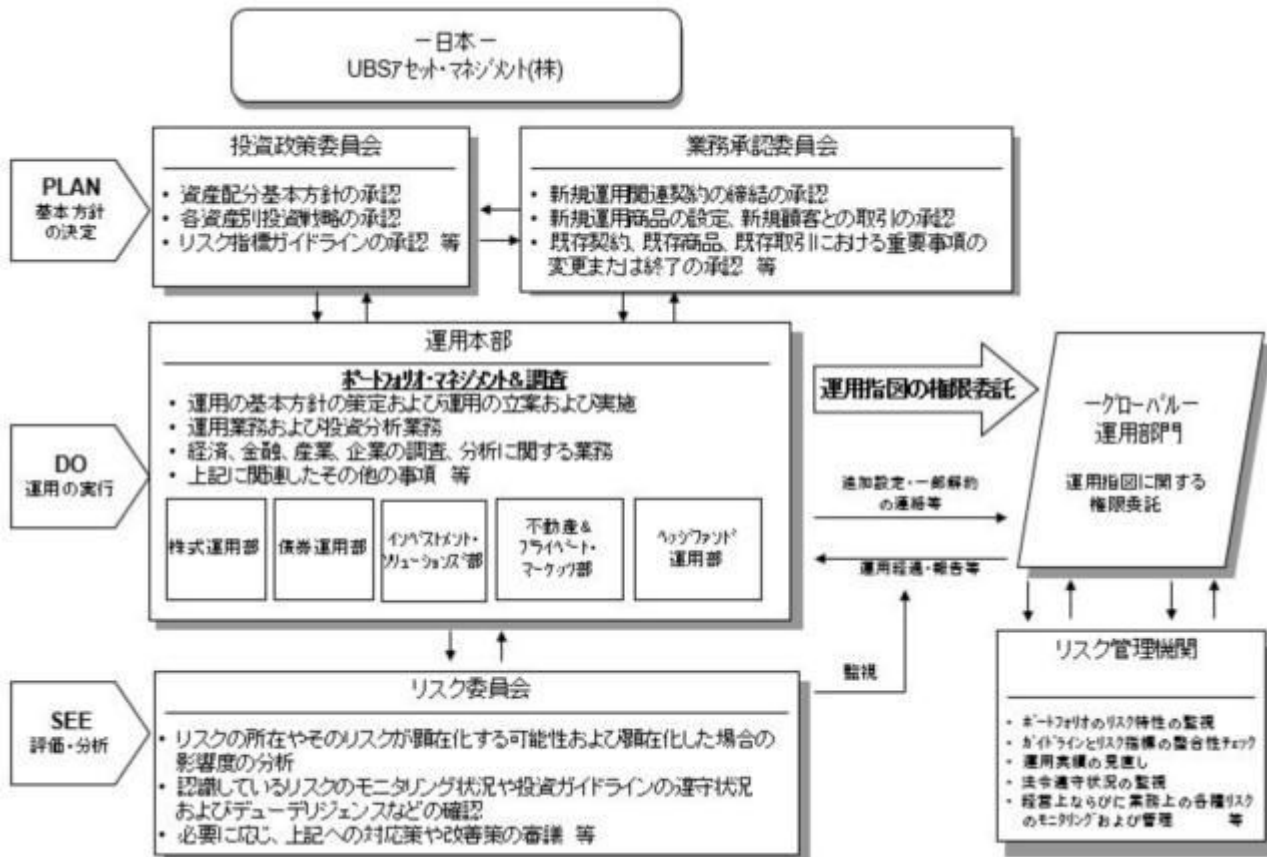 －日本－
UBSアセット・マネジメント(株)
投資政策委員会
・ 資産配分基本方針の承認
・ 各資産別投資戦略の承認
・ リスク指標ガイドラインの承認 等
業務承認委員会
・ 新規運用関連契約の締結の承認
・ 新規運用商品の設定、新規顧客との取引の承認
・ 既存契約、既存商品、既存取引における重要事項の
変更または終了の承認 等
PLAN
基本方針
の決定
運用本部
ポートフォリオ・マネジメント&調査
・ 運用の基本方針の策定および運用の立案および実施
・ 運用業務および投資分析業務
・ 経済、金融、産業、企業の調査、分析に関する業務
・ 上記に関連したその他の事項 等
DO
運用の実行
株式運用部
債券運用部
インベストメント・
ソリューションズ部
不動産&
プライベート・
マーケッツ部
ヘッジファンド
運用部
運用指図の権限委託
追加設定・一部解約
の連絡等
運用経過・報告等
－グローバル－
運用部門
運用指図に関する
権限委託
監視
SEE
評価・分析
リスク委員会
・ リスクの所在やそのリスクが顕在化する可能性および顕在化した場合の
影響度の分析
・ 認識しているリスクのモニタリング状況や投資ガイドラインの遵守状況
およびデューデリジェンスなどの確認
・ 必要に応じ、上記への対応策や改善策の審議 等
リスク管理機関
・ ポートフォリオのリスク特性の監視
・ ガイドラインとリスク指標の整合性チェック
・ 運用実績の見直し
・ 法令遵守状況の監視
・ 経営上ならびに業務上の各種リスク
のモニタリングおよび管理 等